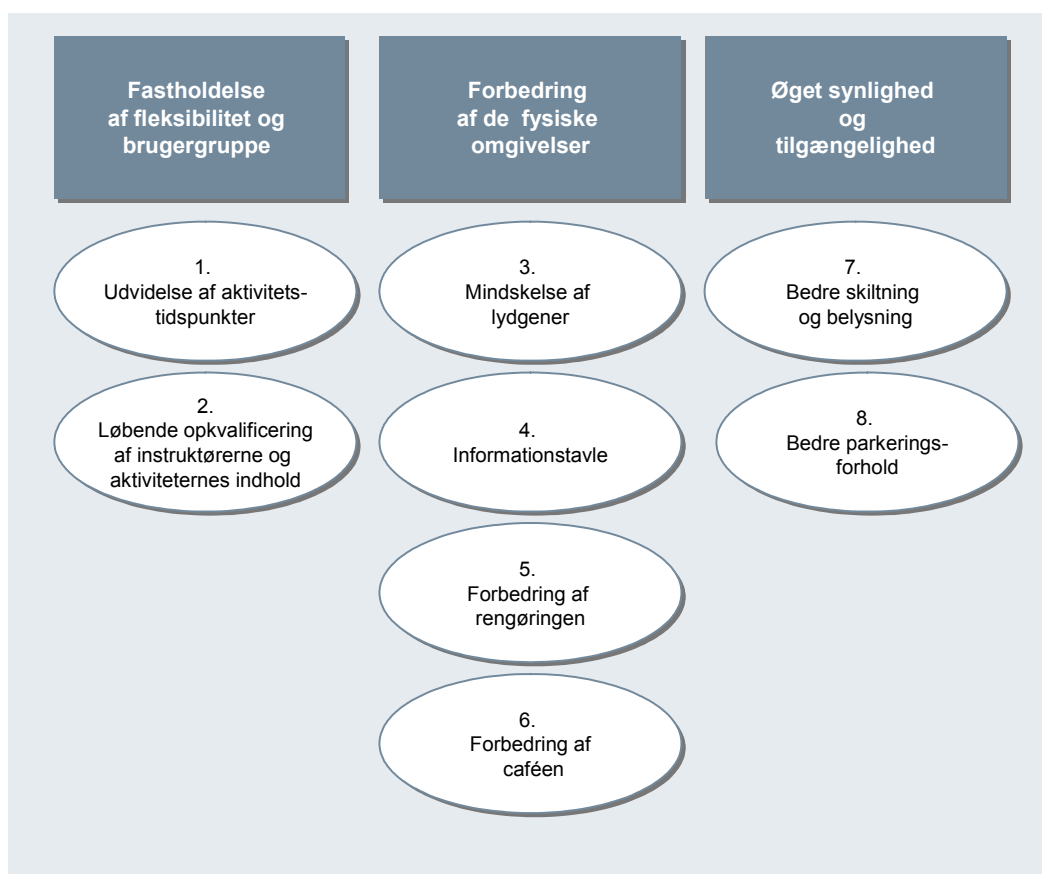 Fastholdelse
af fleksibilitet og
brugergruppe
1.
Udvidelse af aktivitets-
tidspunkter
2.
Løbende opkvalificering
af instruktørerne og
aktiviteternes indhold
Forbedring
af de fysiske
omgivelser
3.
Mindskelse af
lydgener
4.
Informationstavle
5.
Forbedring af
rengøringen
6.
Forbedring af
caféen
Øget synlighed
og
tilgængelighed
7.
Bedre skiltning
og belysning
8.
Bedre parkerings-
forhold